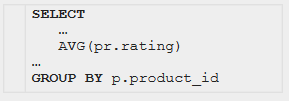 SELECT
…
AVG(pr.rating)
…
GROUP BY p.product_id